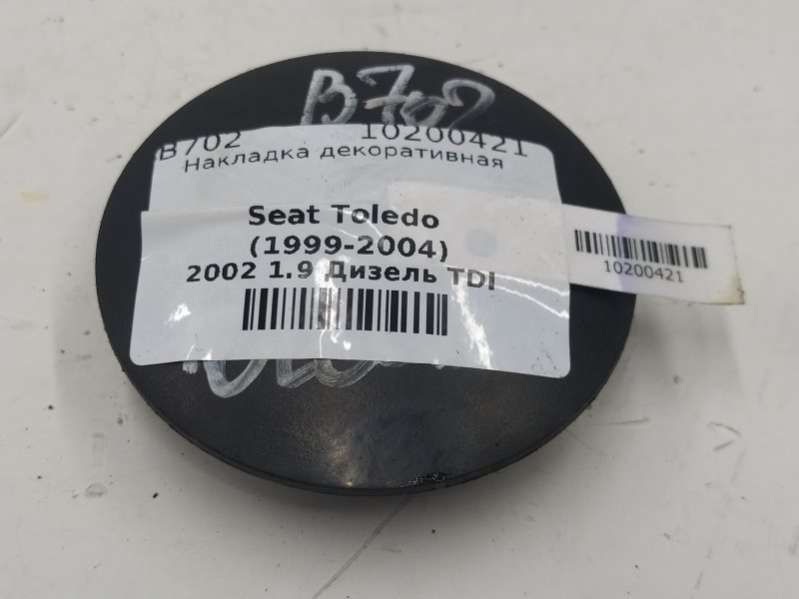 B702
B702 10200421
Накладка декоративная
Seat Toledo
(1999-2004)
2002 1.9 Дизель TDI
10200421